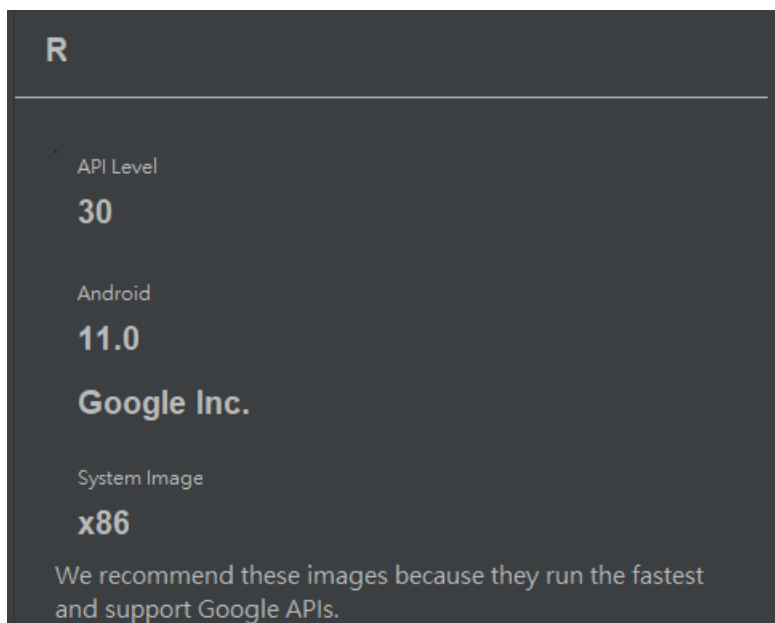 R
API Level
30
Android
11.0
Google Inc.
System Image
x86
We recommend these images because they run the fastest
and support Google APIs.